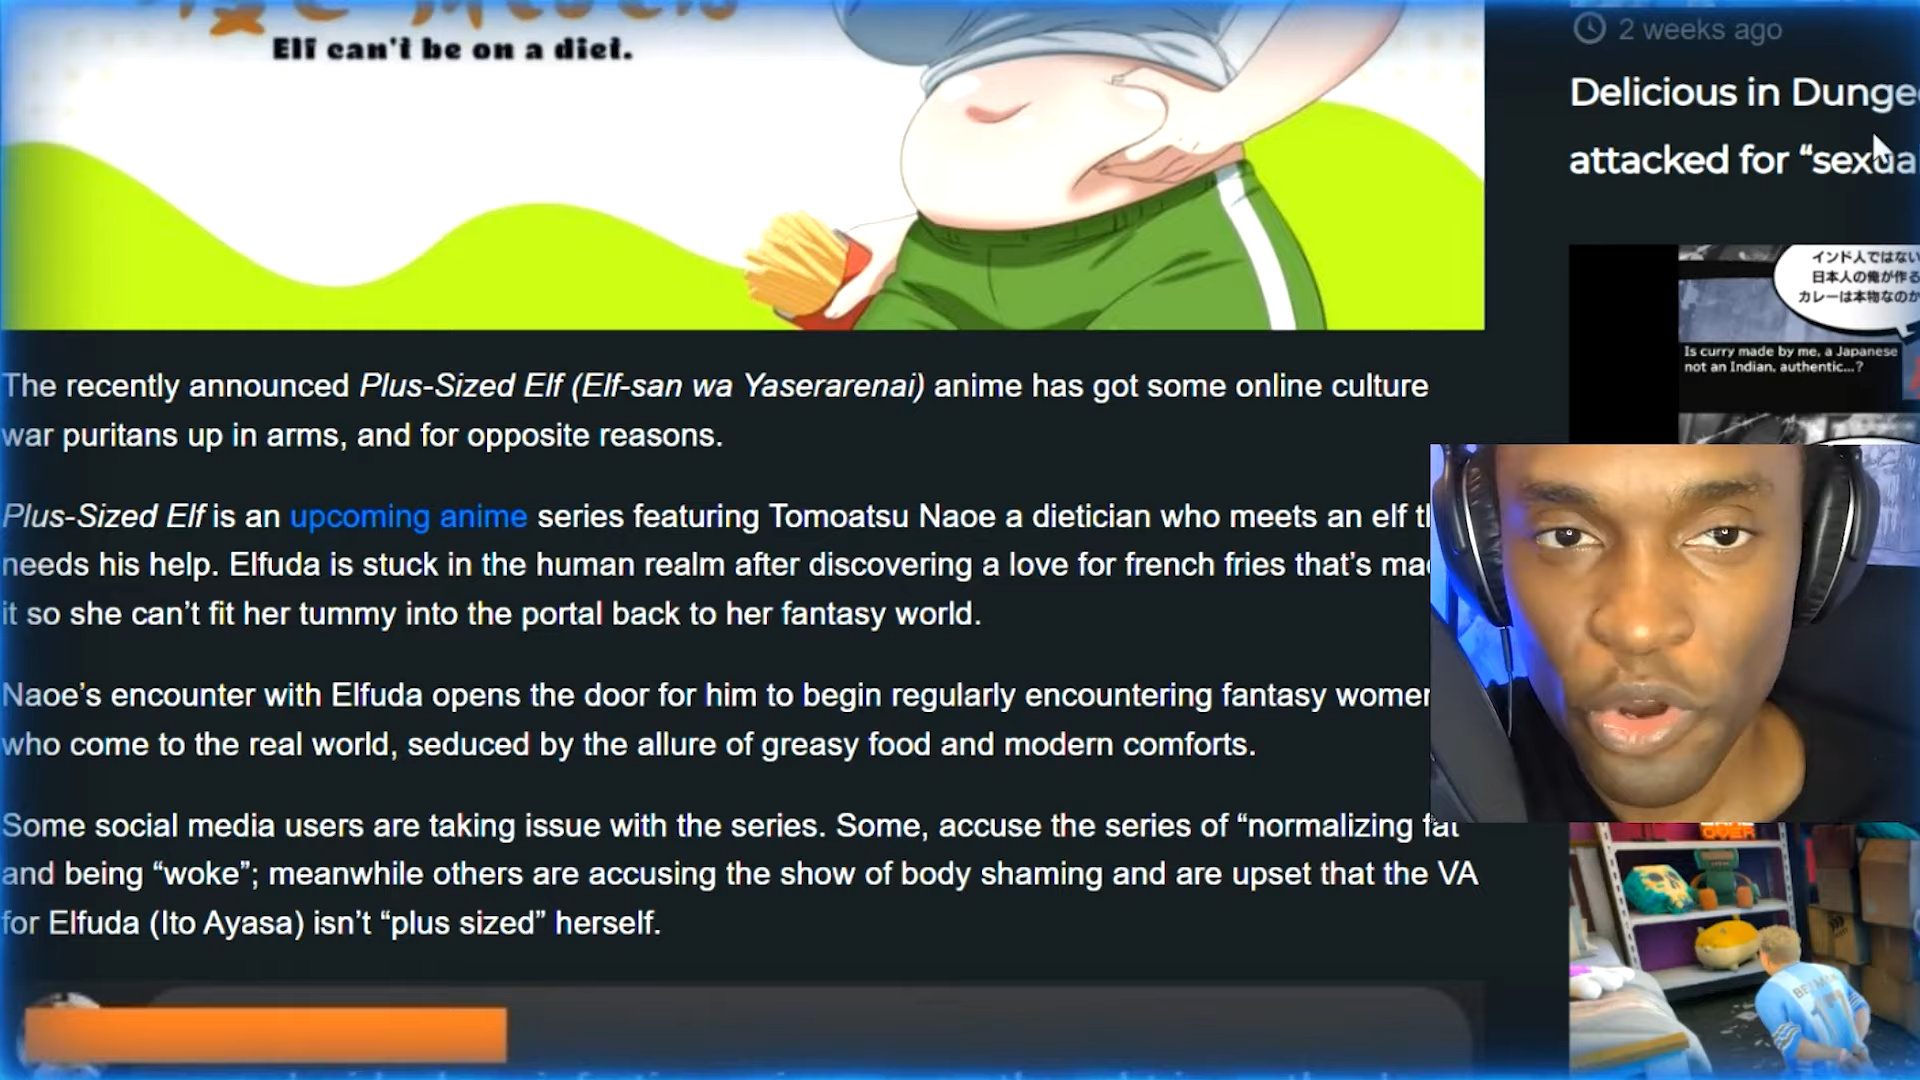 Elf can't be on a diet.
2 weeks ago
Delicious in Dunge
attacked for “sexua
インド人ではない
日本人の俺が作る
カレーは本物なのか
Is curry made by me, a Japanese
not an Indian, authentic...?
The recently announced Plus-Sized Elf (Elf-san wa Yaserarenai) anime has got some online culture
war puritans up in arms, and for opposite reasons.
Plus-Sized Elf is an upcoming anime series featuring Tomoatsu Naoe a dietician who meets an elf th
needs his help. Elfuda is stuck in the human realm after discovering a love for french fries that’s mad
it so she can’t fit her tummy into the portal back to her fantasy world.
Naoe’s encounter with Elfuda opens the door for him to begin regularly encountering fantasy women
who come to the real world, seduced by the allure of greasy food and modern comforts.
Some social media users are taking issue with the series. Some, accuse the series of “normalizing fat
and being “woke”; meanwhile others are accusing the show of body shaming and are upset that the VA
for Elfuda (Ito Ayasa) isn’t “plus sized” herself.
OVER